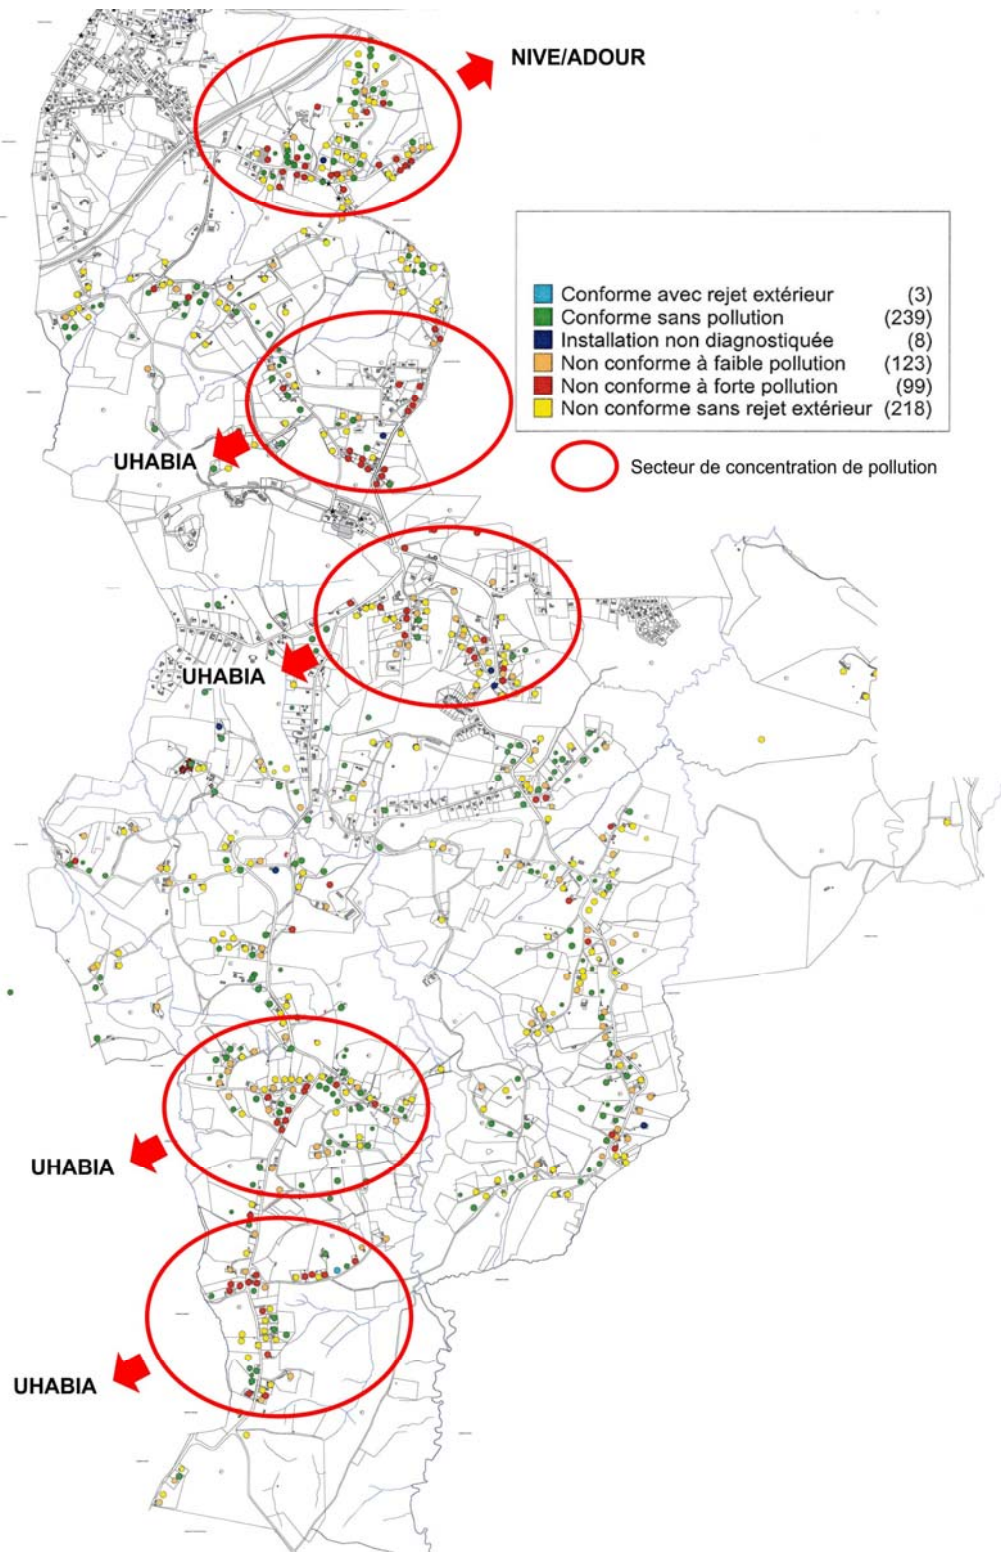 NIVE/ADOUR
Conforme avec rejet extérieur (3)
Conforme sans pollution (239)
Installation non diagnostiquée (8)
Non conforme à faible pollution (123)
Non conforme à forte pollution (99)
Non conforme sans rejet extérieur (218)
UHABIA
Secteur de concentration de pollution
UHABIA
UHABIA
UHABIA